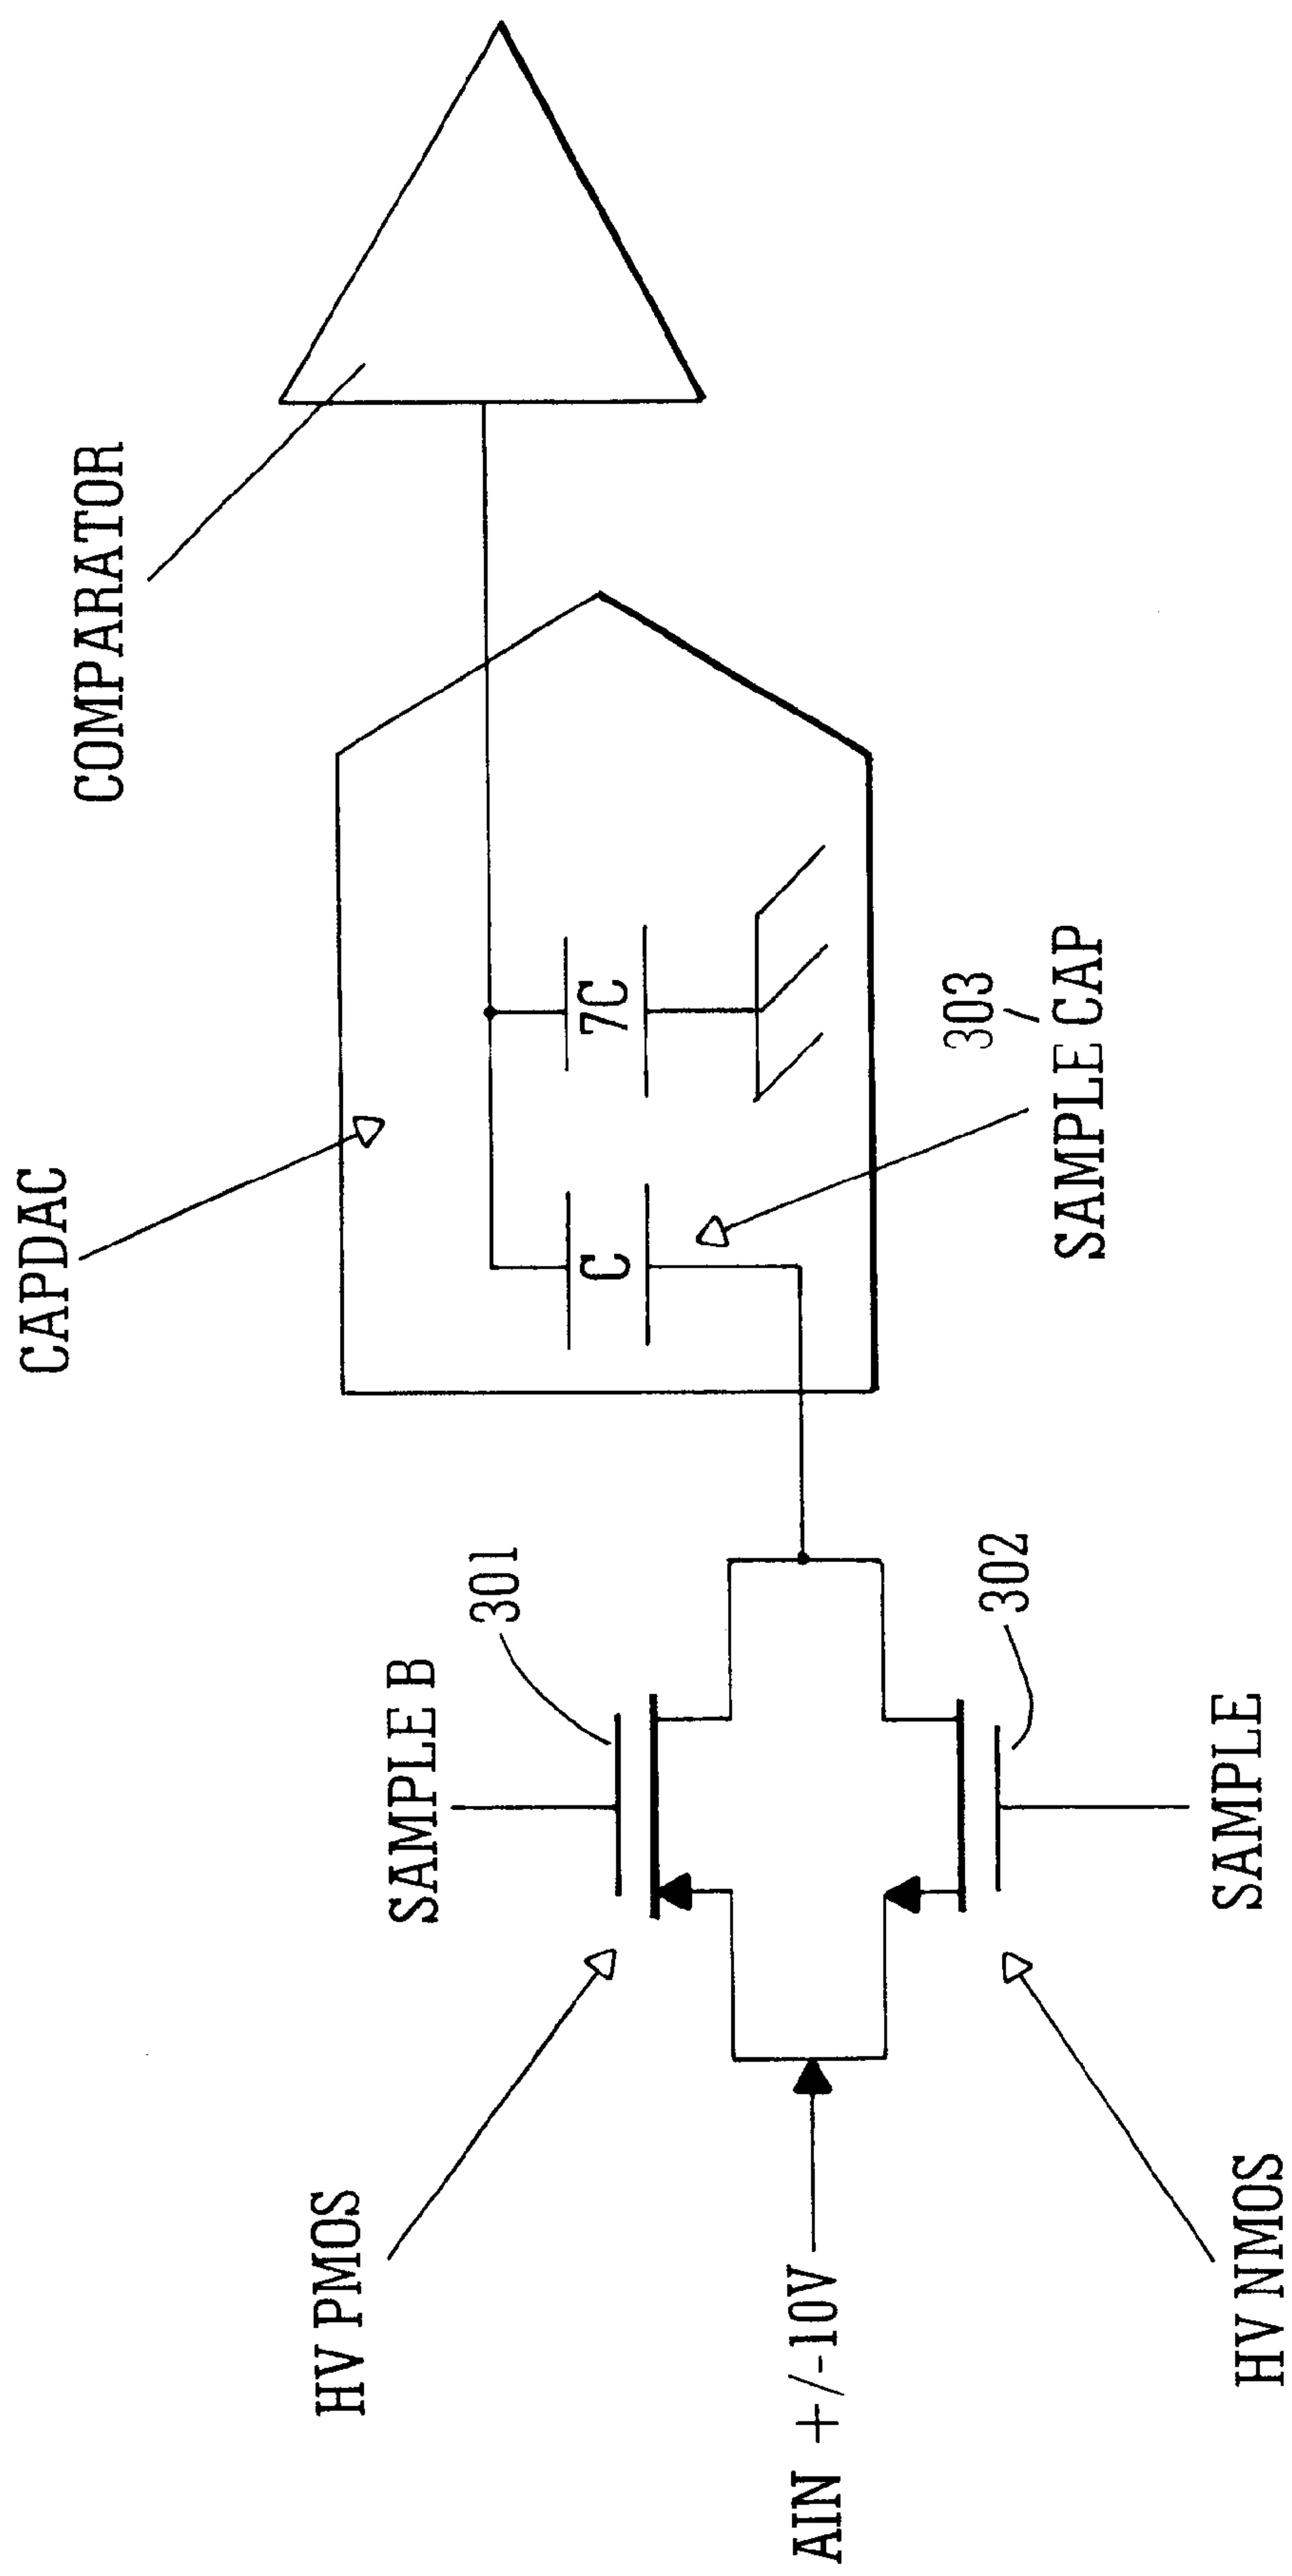 COMPARATOR
CAPDAC
7C
C
303
SAMPLE CAP
SAMPLE B
301
302
SAMPLE
HV PMOS
AIN +/-10V
HV NMOS